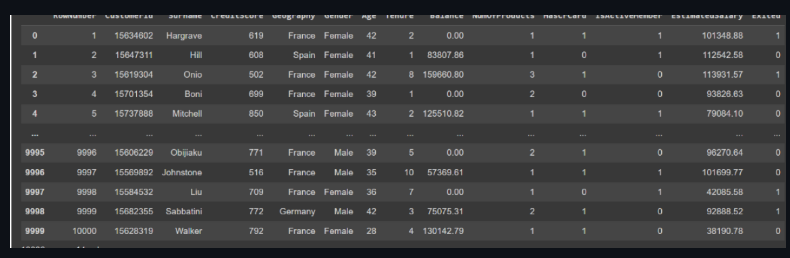 RowNumber CustomerId Surname CreditScore Geography Gender Age Tenure Balance NumOfProducts HasCrCard IsActiveMember EstimatedSalary Exited
0 1 15634602 Hargrave 619 France Female 42 2 0.00 1 1 1 101348.88 1
1 2 15647311 Hill 608 Spain Female 41 1 83807.86 1 0 1 112542.58 0
2 3 15619304 Onio 502 France Female 42 8 159660.80 3 1 0 113931.57 1
3 4 15701354 Boni 699 France Female 39 1 0.00 2 0 0 93826.63 0
4 5 15737888 Mitchell 850 Spain Female 43 2 125510.82 1 1 1 79084.10 0
... ... ... ... ... ... ... ... ... ... ... ... ... ... ...
9995 9996 15606229 Obijiaku 771 France Male 39 5 0.00 2 1 0 96270.64 0
9996 9997 15569892 Johnstone 516 France Male 35 10 57369.61 1 1 1 101699.77 0
9997 9998 15584532 Liu 709 France Female 36 7 0.00 1 0 1 42085.58 1
9998 9999 15682355 Sabbatini 772 Germany Male 42 3 75075.31 2 1 0 92888.52 1
9999 10000 15628319 Walker 792 France Female 28 4 130142.79 1 1 0 38190.78 0